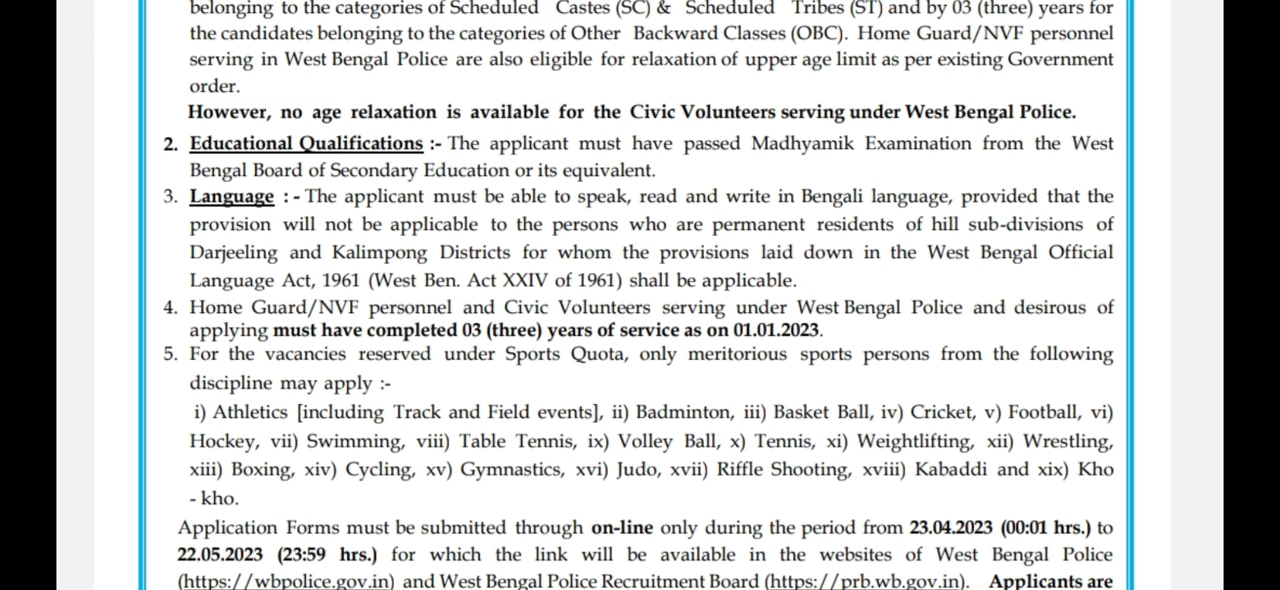 belonging to the categories of Scheduled Castes (SC) & Scheduled Tribes (ST) and by 03 (three) years for
the candidates belonging to the categories of Other Backward Classes (OBC). Home Guard/NVF personnel
serving in West Bengal Police are also eligible for relaxation of upper age limit as per existing Government
order.
However, no age relaxation is available for the Civic Volunteers serving under West Bengal Police.
2. Educational Qualifications :- The applicant must have passed Madhyamik Examination from the West
Bengal Board of Secondary Education or its equivalent.
3. Language : - The applicant must be able to speak, read and write in Bengali language, provided that the
provision will not be applicable to the persons who are permanent residents of hill sub-divisions of
Darjeeling and Kalimpong Districts for whom the provisions laid down in the West Bengal Official
Language Act, 1961 (West Ben. Act XXIV of 1961) shall be applicable.
4. Home Guard/NVF personnel and Civic Volunteers serving under West Bengal Police and desirous of
applying must have completed 03 (three) years of service as on 01.01.2023.
5. For the vacancies reserved under Sports Quota, only meritorious sports persons from the following
discipline may apply :-
i) Athletics [including Track and Field events], ii) Badminton, iii) Basket Ball, iv) Cricket, v) Football, vi)
Hockey, vii) Swimming, viii) Table Tennis, ix) Volley Ball, x) Tennis, xi) Weightlifting, xii) Wrestling,
xiii) Boxing, xiv) Cycling, xv) Gymnastics, xvi) Judo, xvii) Riffle Shooting, xviii) Kabaddi and xix) Kho
- kho.
Application Forms must be submitted through on-line only during the period from 23.04.2023 (00:01 hrs.) to
22.05.2023 (23:59 hrs.) for which the link will be available in the websites of West Bengal Police
(https://wbpolice.gov.in) and West Bengal Police Recruitment Board (https://prb.wb.gov.in). Applicants are